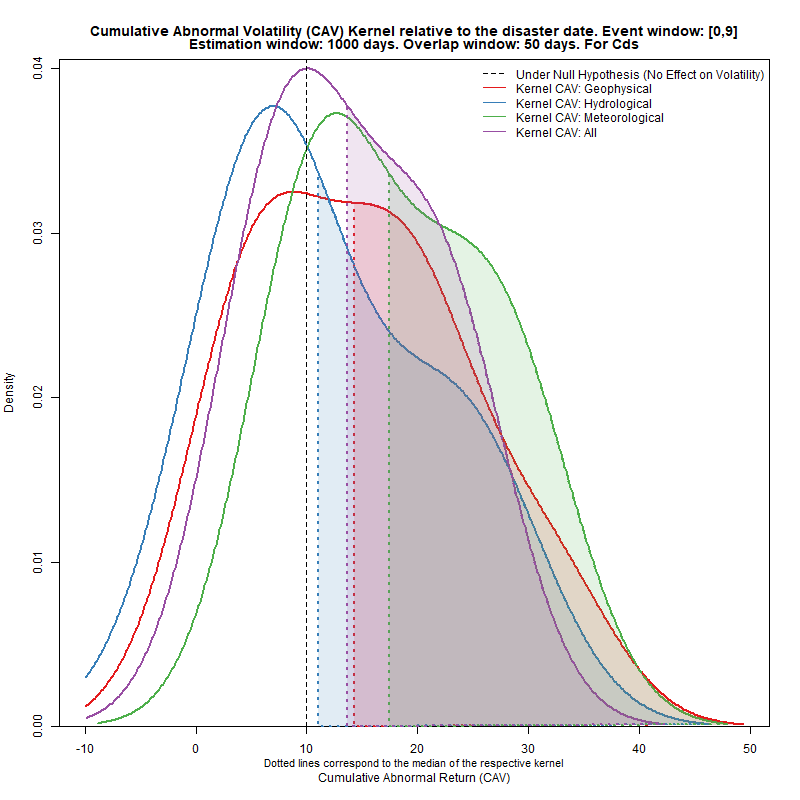 Cumulative Abnormal Volatility (CAV) Kernel relative to the disaster date. Event window: [0,9]
Estimation window: 1000 days. Overlap window: 50 days. For Cds
Under Null Hypothesis (No Effect on Volatility)
Kernel CAV: Geophysical
Kernel CAV: Hydrological
Kernel CAV: Meteorological
Kernel CAV: All
0.04
0.03
0.02
0.01
0.00
Density
-10 0 10 20 30 40 50
Dotted lines correspond to the median of the respective kernel
Cumulative Abnormal Return (CAV)